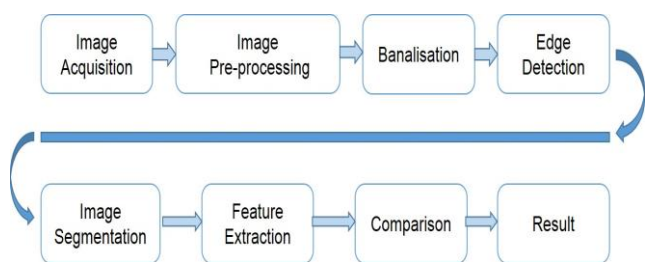 Image
Acquisition
Image
Pre-processing
Banalisation
Edge
Detection
Image
Segmentation
Feature
Extraction
Comparison
Result